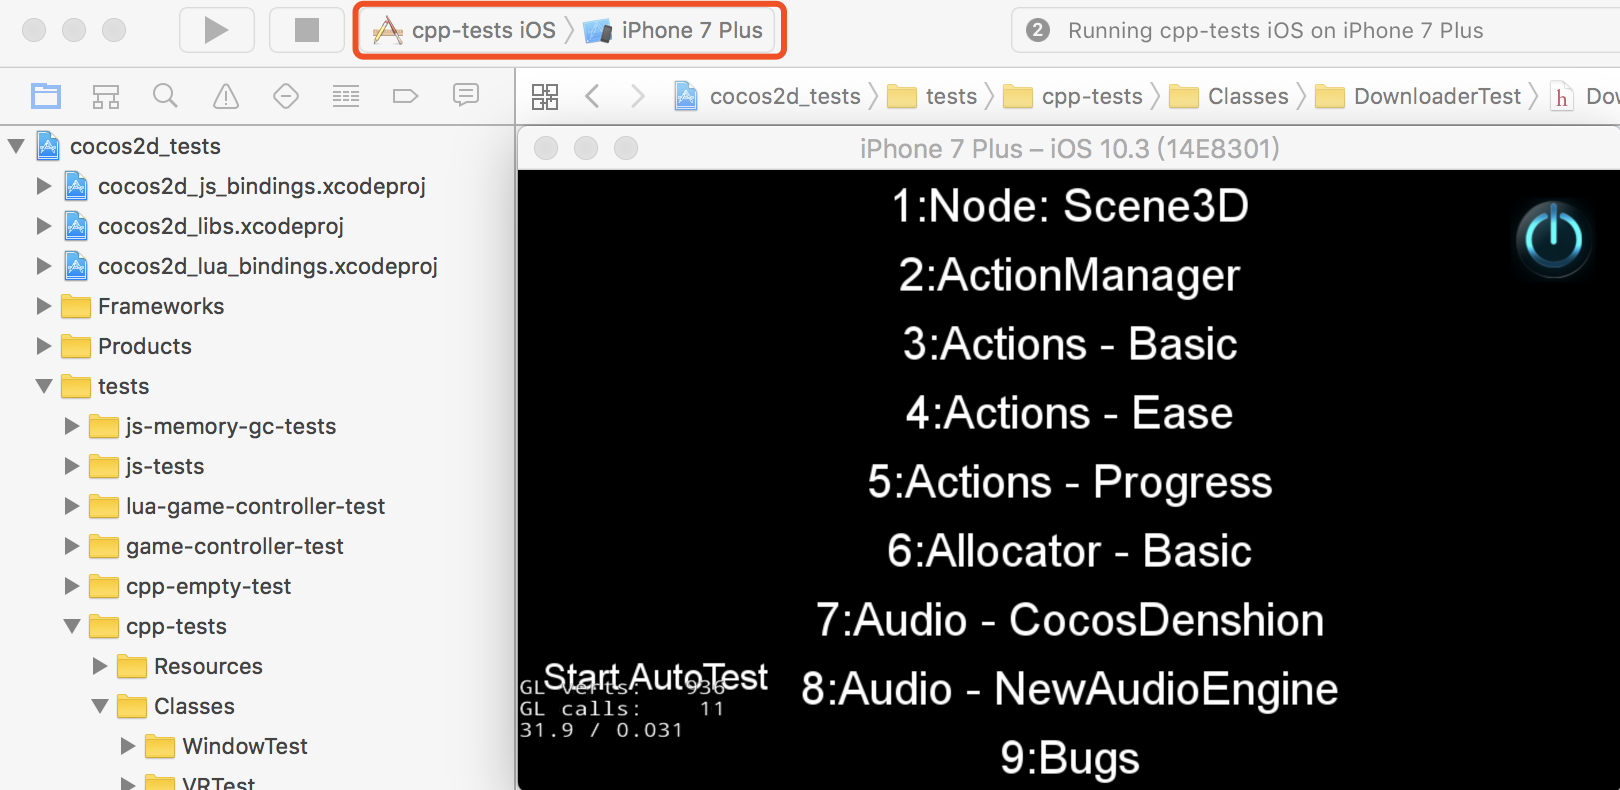 cpp-tests iOS iPhone 7 Plus
2 Running cpp-tests iOS on iPhone 7 Plus
cocos2d_tests tests cpp-tests Classes DownloaderTest h
cocos2d_tests
cocos2d_js_bindings.xcodeproj
cocos2d_libs.xcodeproj
cocos2d_lua_bindings.xcodeproj
Frameworks
Products
tests
js-memory-gc-tests
js-tests
lua-game-controller-test
game-controller-test
cpp-empty-test
cpp-tests
Resources
Classes
WindowTest
VRTest
iPhone 7 Plus – iOS 10.3 (14E8301)
1:Node: Scene3D
2:ActionManager
3:Actions - Basic
4:Actions - Ease
5:Actions - Progress
6:Allocator - Basic
7:Audio - CocosDenshion
8:Audio - NewAudioEngine
9:Bugs
Start AutoTest
GL verts: 936
GL calls: 11
31.9 / 0.031